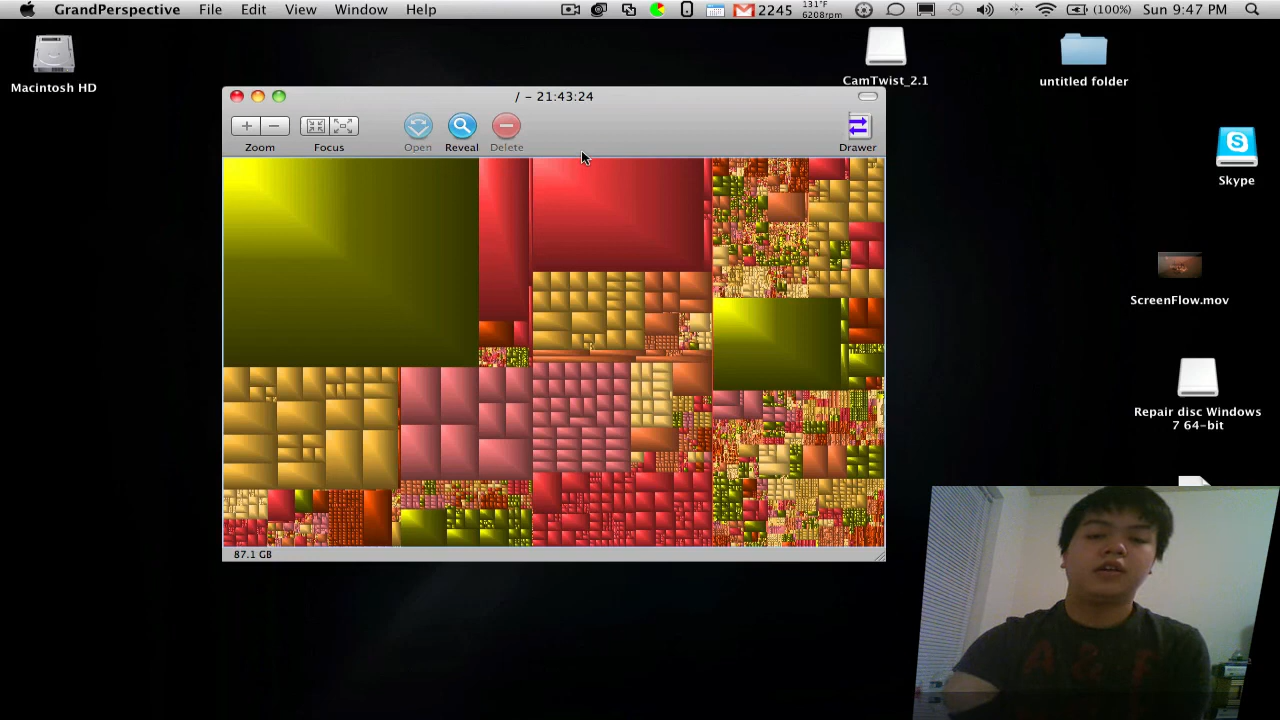 GrandPerspective File Edit View Window Help
2245
131°F
6208rpm
(100%) Sun 9:47 PM
Macintosh HD
CamTwist_2.1
untitled folder
/ - 21:43:24
Zoom Focus Open Reveal Delete Drawer
Skype
ScreenFlow.mov
Repair disc Windows
7 64-bit
87.1 GB
A & F